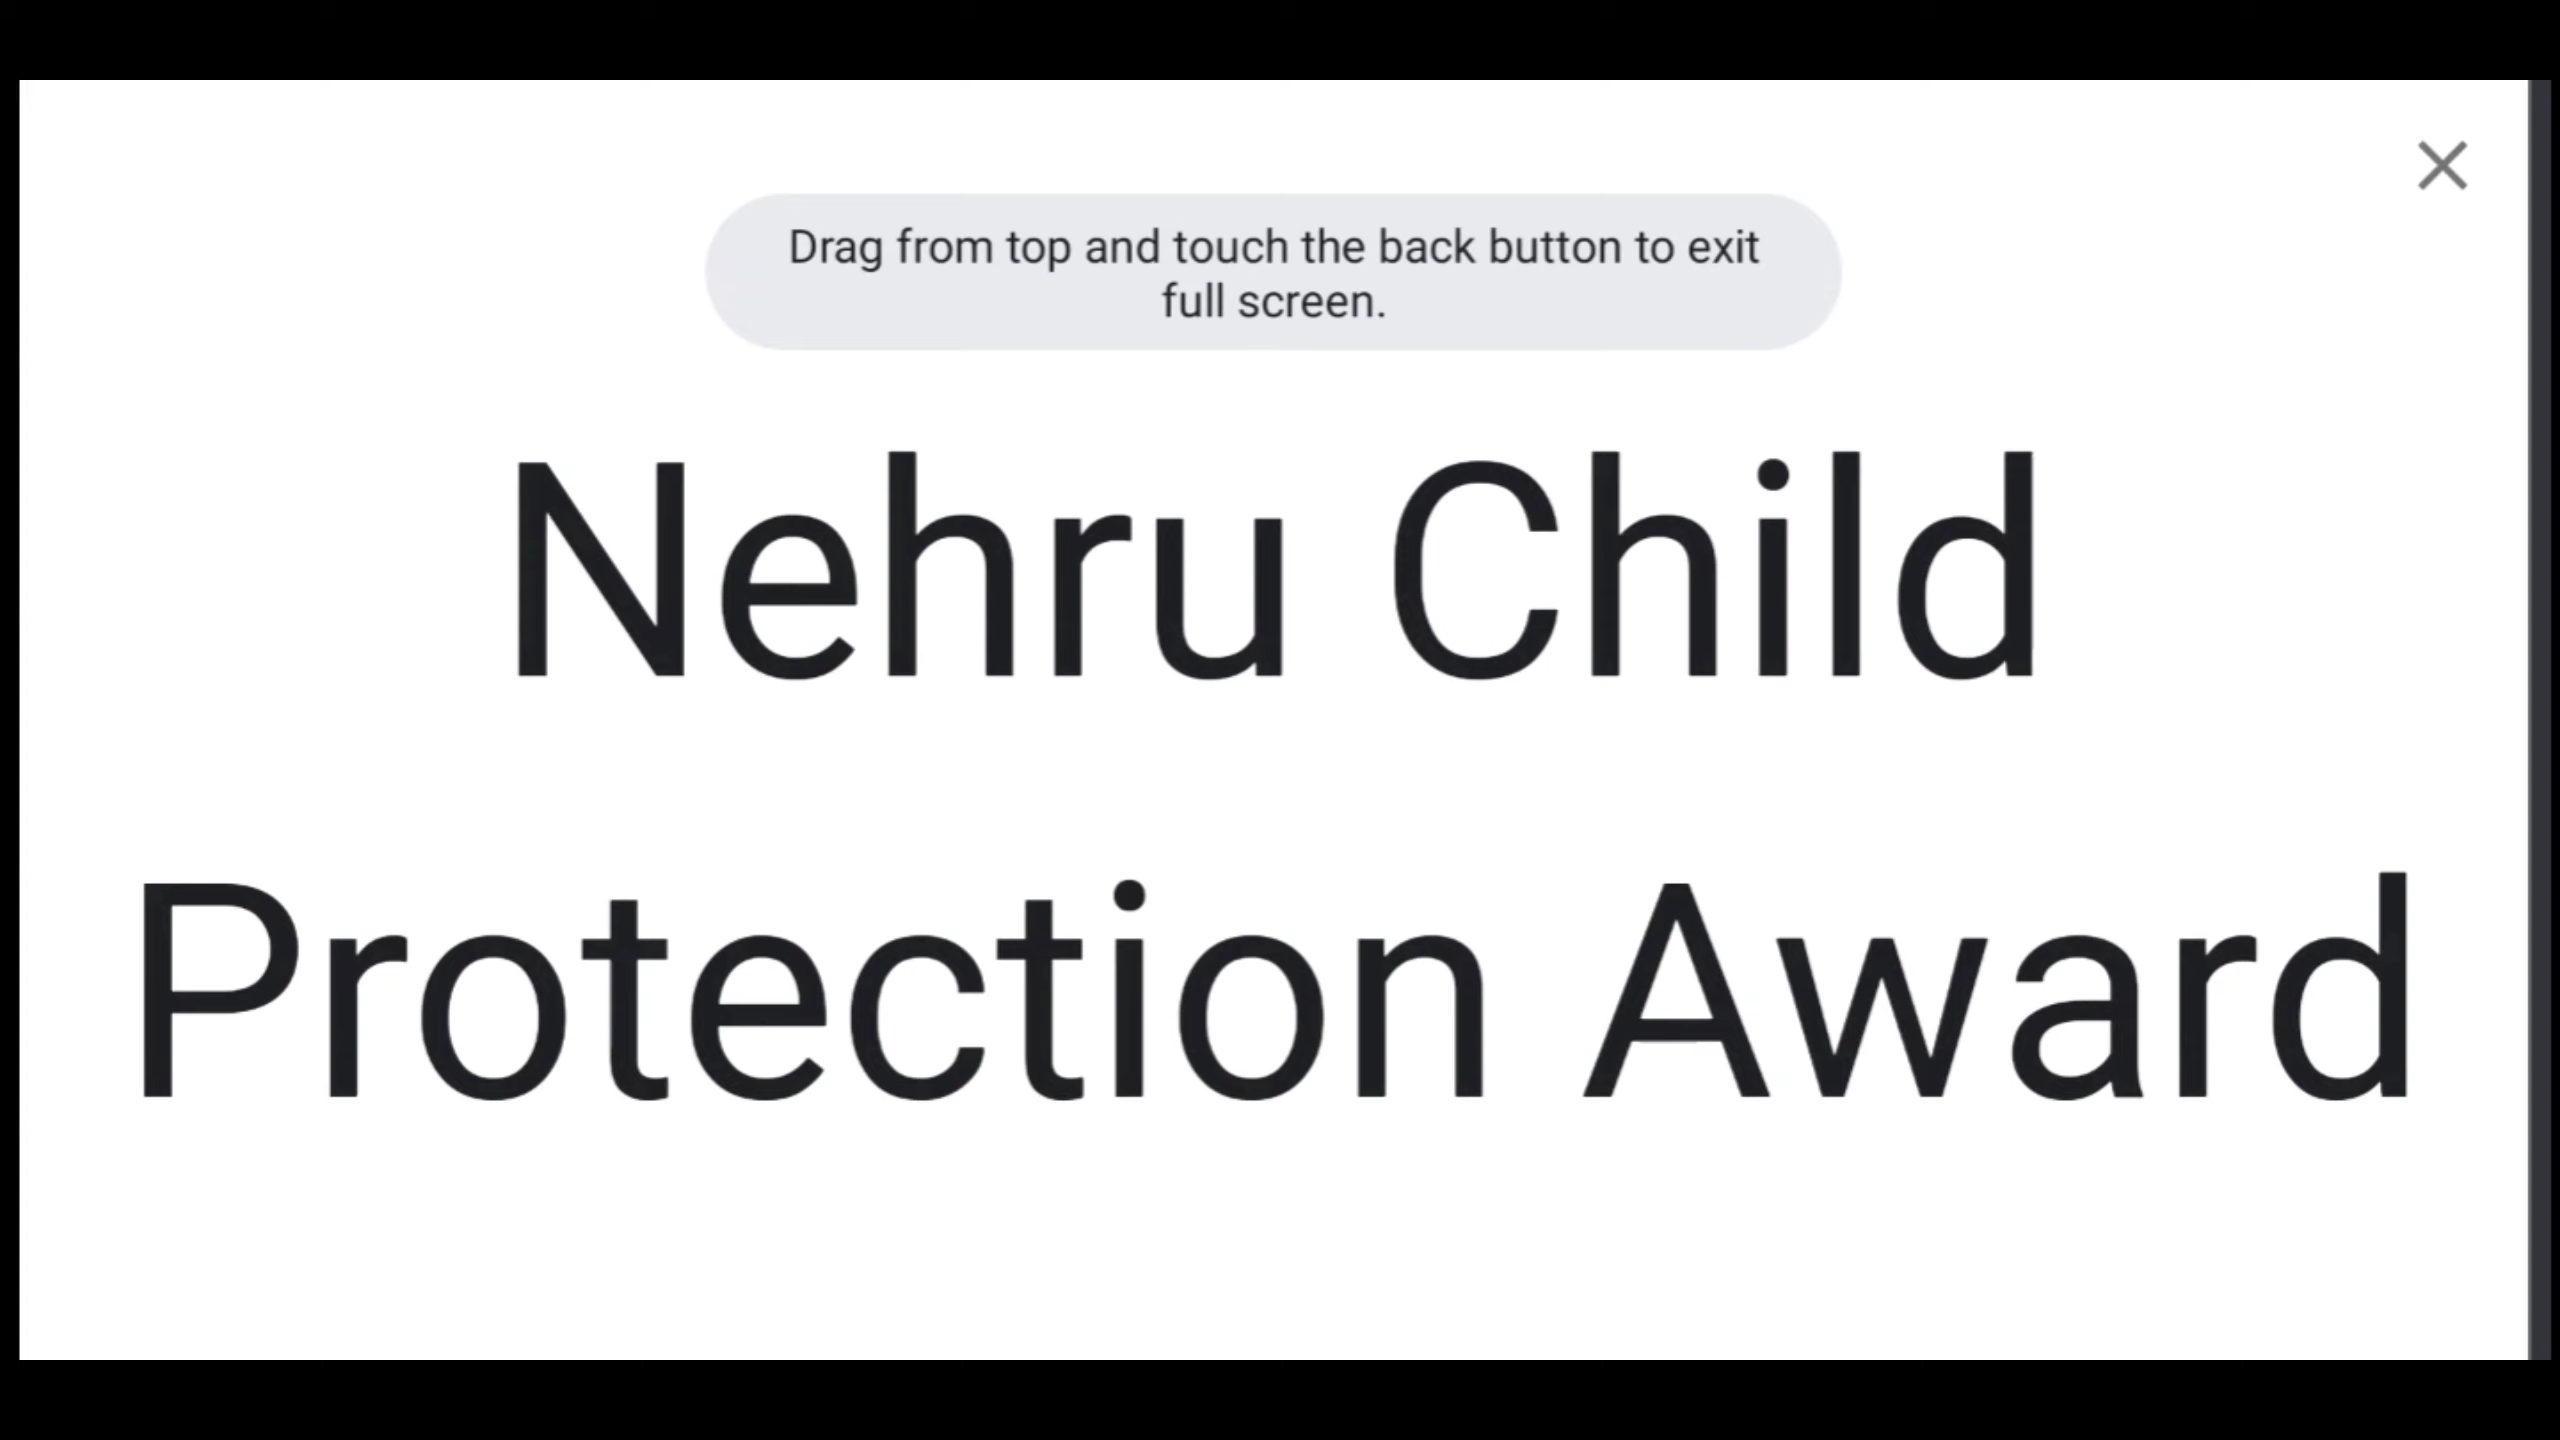 Drag from top and touch the back button to exit
full screen.
Nehru Child
Protection Award